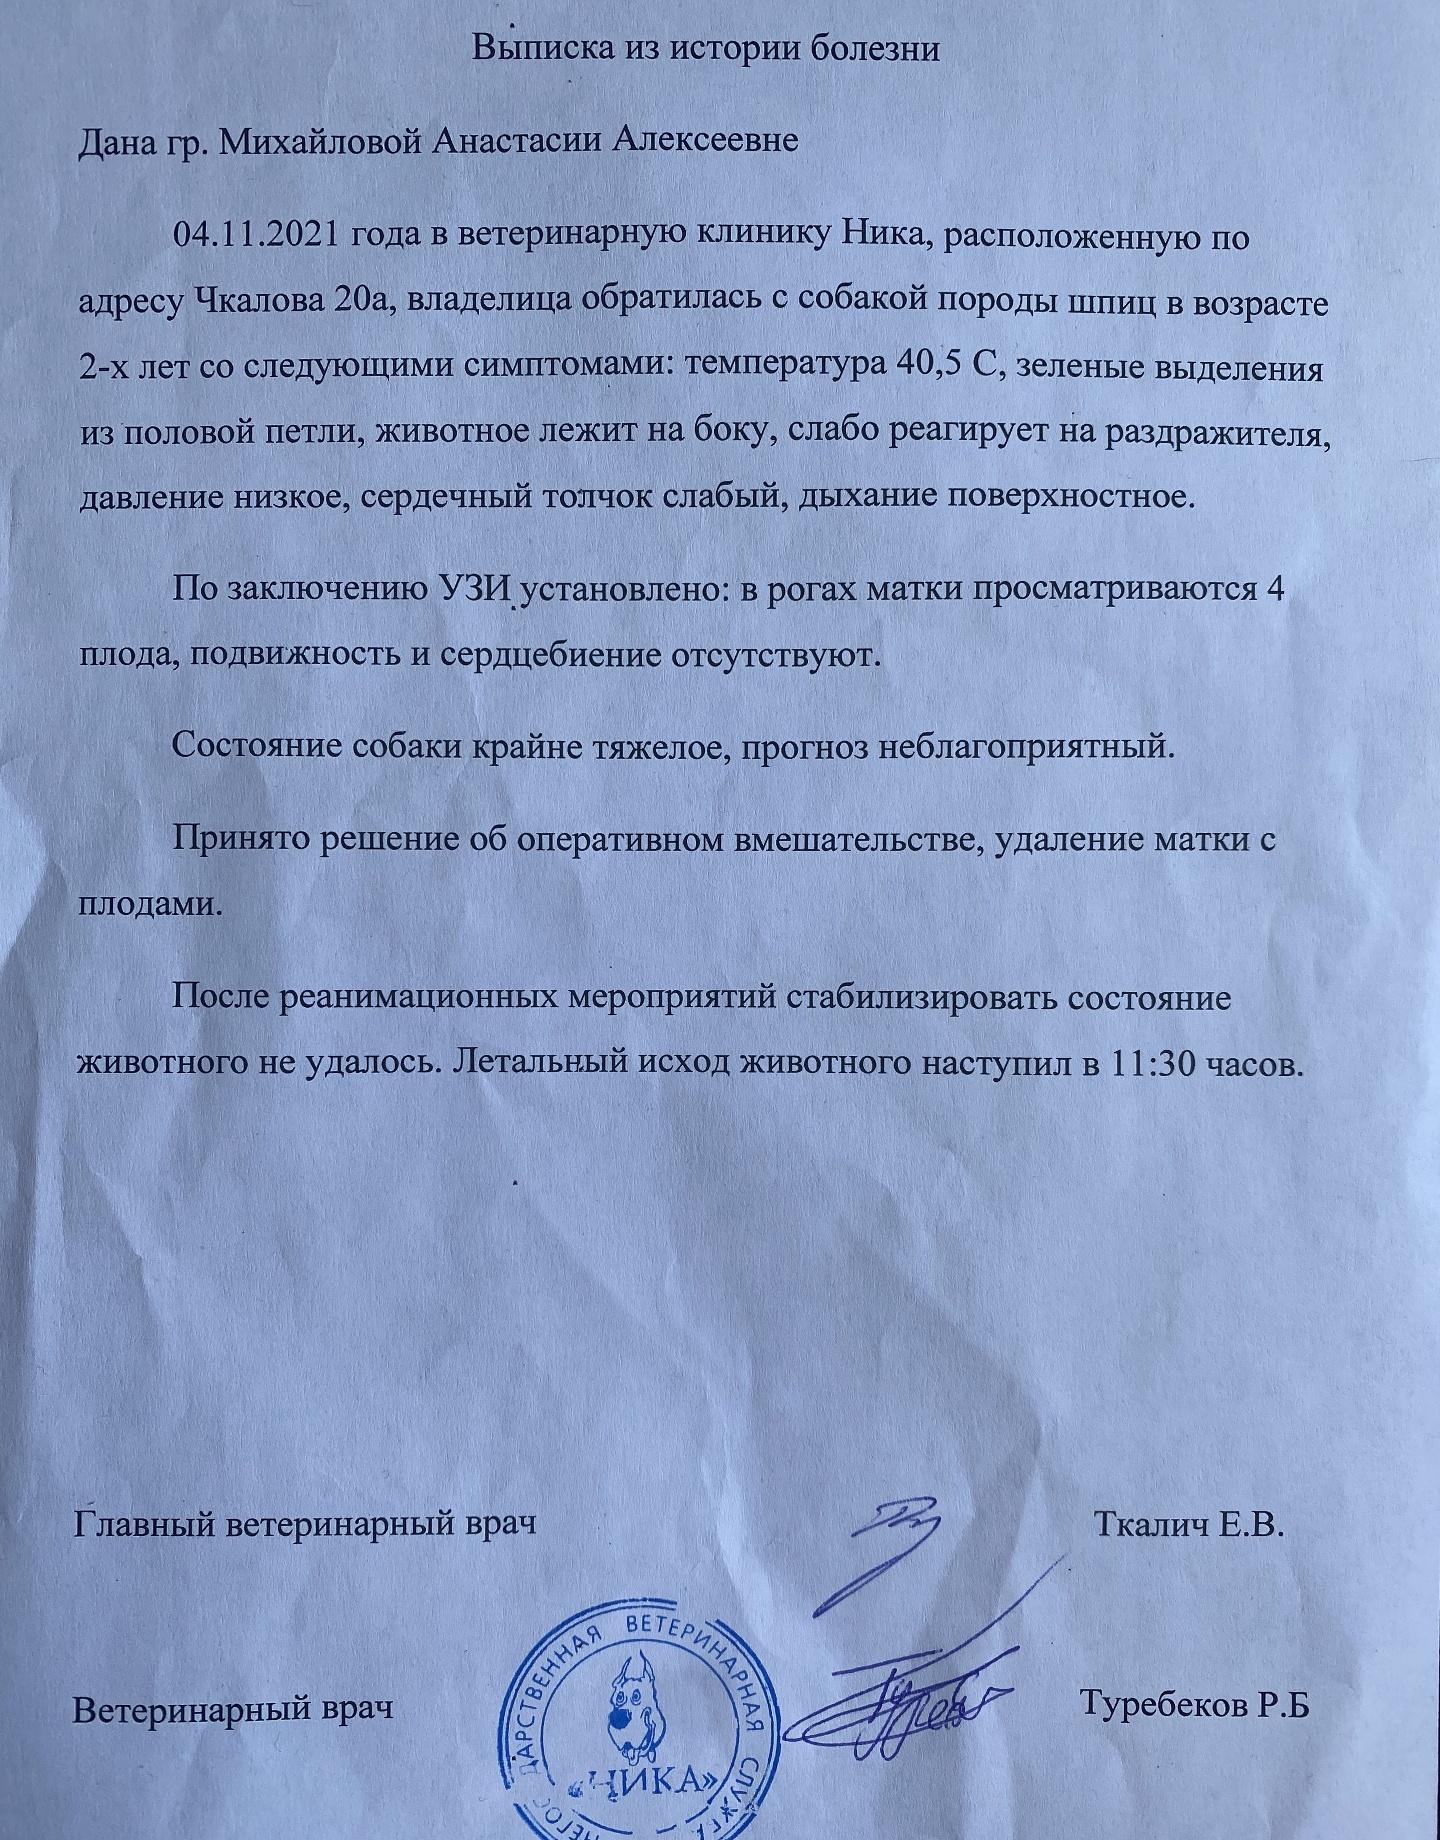 Выписка из истории болезни
Дана гр. Михайловой Анастасии Алексеевне
04.11.2021 года в ветеринарную клинику Ника, расположенную по
адресу Чкалова 20а, владелица обратилась с собакой породы шпиц в возрасте
2-х лет со следующими симптомами: температура 40,5 С, зеленые выделения
из половой петли, животное лежит на боку, слабо реагирует на раздражителя,
давление низкое, сердечный толчок слабый, дыхание поверхностное.
По заключению УЗИ установлено: в рогах матки просматриваются 4
плода, подвижность и сердцебиение отсутствуют.
Состояние собаки крайне тяжелое, прогноз неблагоприятный.
Принято решение об оперативном вмешательстве, удаление матки с
плодами.
После реанимационных мероприятий стабилизировать состояние
животного не удалось. Летальный исход животного наступил в 11:30 часов.
Главный ветеринарный врач Ткалич Е.В.
Ветеринарный врач Туребеков Р.Б
НЕГОСУДАРСТВЕННАЯ ВЕТЕРИНАРНАЯ СЛУЖБА
«НИКА»